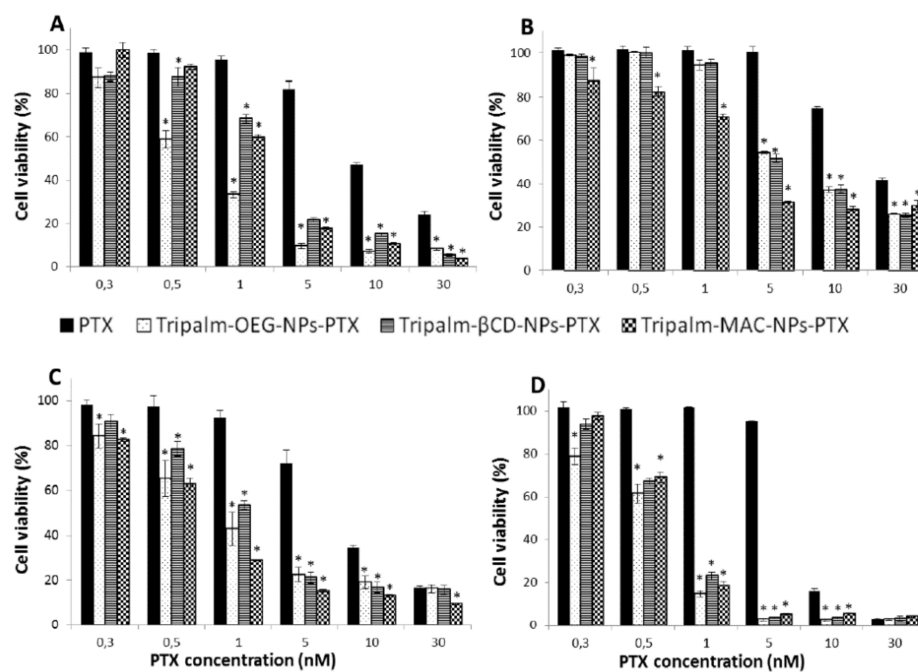 A
Cell viability (%)
100
80
60
40
20
0
0,3 0,5 1 5 10 30
* * * * * * * * * * * * *
B
Cell viability (%)
120
100
80
60
40
20
0
0,3 0,5 1 5 10 30
* * * * * * * * * * * *
PTX Tripalm-OEG-NPs-PTX Tripalm-βCD-NPs-PTX Tripalm-MAC-NPs-PTX
C
Cell viability (%)
100
80
60
40
20
0
0,3 0,5 1 5 10 30
* * * * * * * * * * * * * * *
PTX concentration (nM)
D
Cell viability (%)
100
80
60
40
20
0
0,3 0,5 1 5 10 30
* * * * * * * * * * * *
PTX concentration (nM)